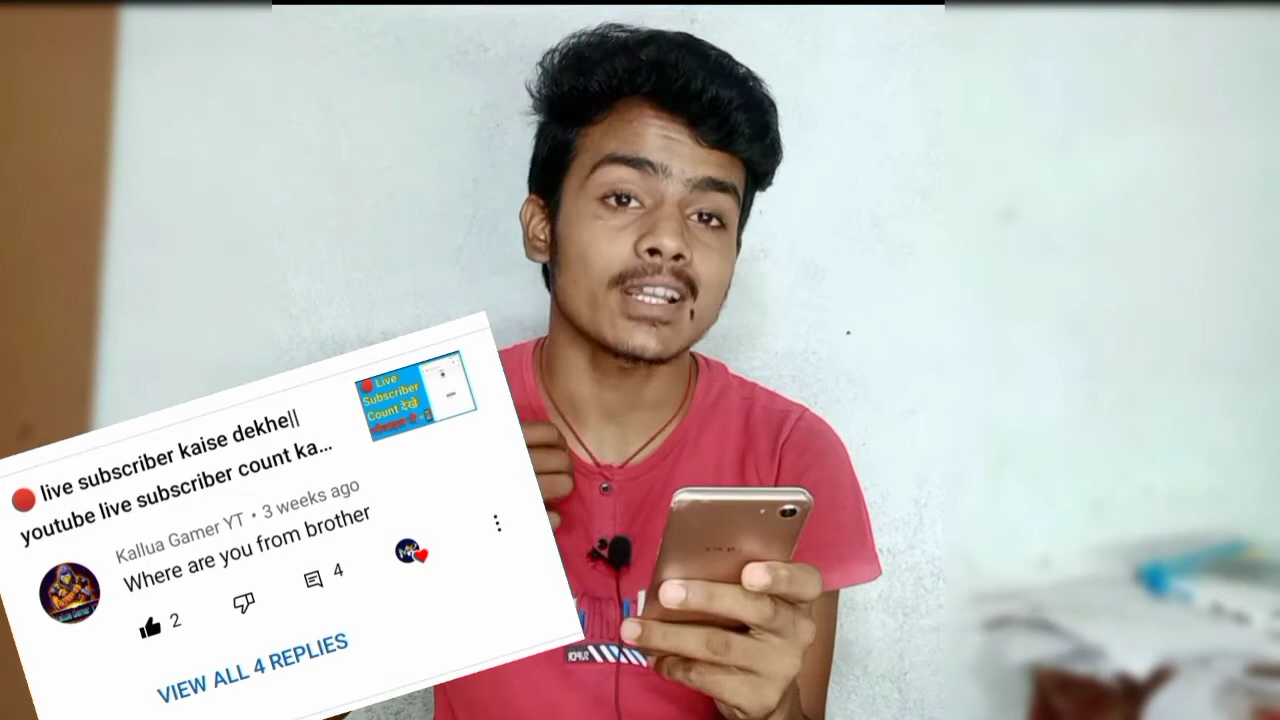 🔴 live subscriber kaise dekhe||
youtube live subscriber count ka...
🔴 Live
Subscriber
Count देखे
Kallua Gamer YT • 3 weeks ago
Where are you from brother
2
4
VIEW ALL 4 REPLIES